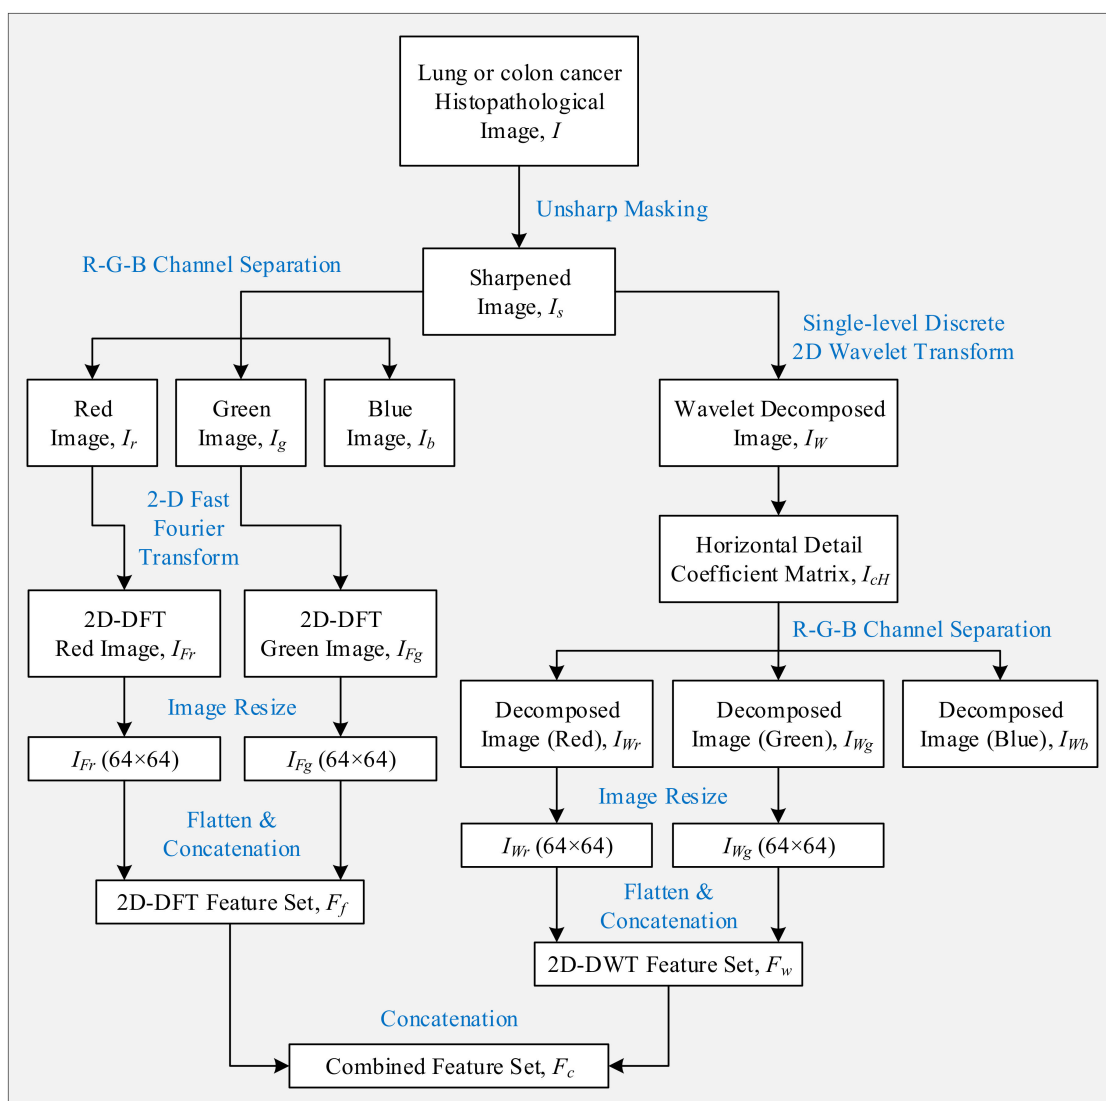 Lung or colon cancer
Histopathological
Image, I
Unsharp Masking
R-G-B Channel Separation
Sharpened
Image, Is
Single-level Discrete
2D Wavelet Transform
Red
Image, Ir
Green
Image, Ig
Blue
Image, Ib
Wavelet Decomposed
Image, IW
2-D Fast
Fourier
Transform
Horizontal Detail
Coefficient Matrix, IcH
2D-DFT
Red Image, IFr
2D-DFT
Green Image, IFg
R-G-B Channel Separation
Image Resize
Decomposed
Image (Red), IWr
Decomposed
Image (Green), IWg
Decomposed
Image (Blue), IWb
IFr (64×64)
IFg (64×64)
Image Resize
Flatten &
Concatenation
IWr (64×64)
IWg (64×64)
2D-DFT Feature Set, Ff
Flatten &
Concatenation
2D-DWT Feature Set, Fw
Concatenation
Combined Feature Set, Fc